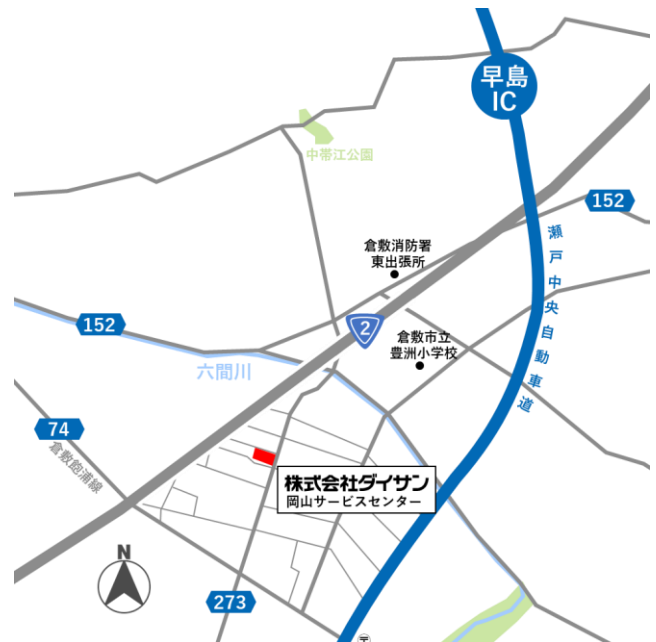 早島
IC
中帯江公園
152
瀬戸中央自動車道
倉敷消防署
東出張所
152
2
倉敷市立
豊洲小学校
六間川
74
倉敷飽浦線
株式会社ダイサン
岡山サービスセンター
N
273
〒